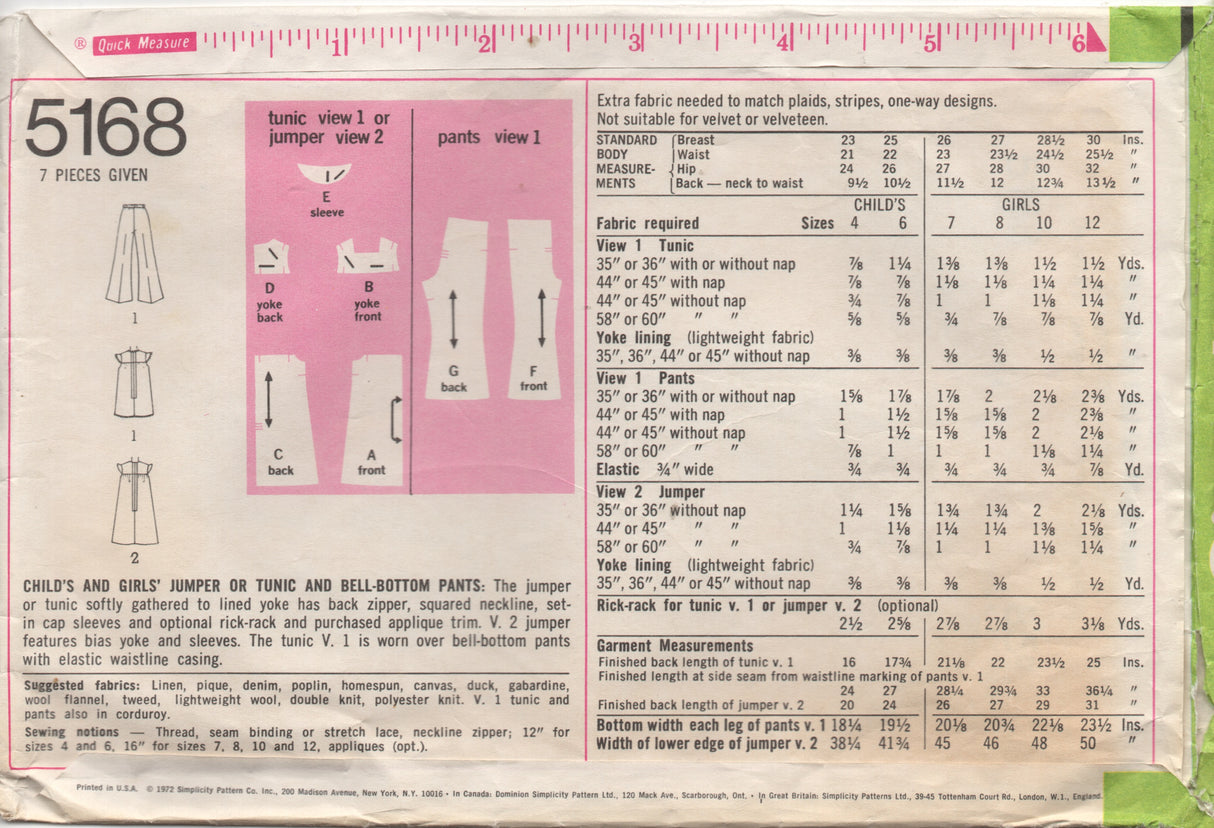 ® Quick Measure 1 2 3 4 5 6
5168
7 PIECES GIVEN
1
1
2
tunic view 1 or
jumper view 2
E
sleeve
D
yoke
back
B
yoke
front
C
back
A
front
pants view 1
G
back
F
front
CHILD'S AND GIRLS' JUMPER OR TUNIC AND BELL-BOTTOM PANTS: The jumper
or tunic softly gathered to lined yoke has back zipper, squared neckline, set-
in cap sleeves and optional rick-rack and purchased applique trim. V. 2 jumper
features bias yoke and sleeves. The tunic V. 1 is worn over bell-bottom pants
with elastic waistline casing.
Suggested fabrics: Linen, pique, denim, poplin, homespun, canvas, duck, gabardine,
wool flannel, tweed, lightweight wool, double knit, polyester knit. V. 1 tunic and
pants also in corduroy.
Sewing notions — Thread, seam binding or stretch lace, neckline zipper; 12" for
sizes 4 and 6, 16" for sizes 7, 8, 10 and 12, appliques (opt.).
Extra fabric needed to match plaids, stripes, one-way designs.
Not suitable for velvet or velveteen.
STANDARD Breast 23 25 26 27 28½ 30 Ins.
BODY Waist 21 22 23 23½ 24½ 25½ "
MEASURE- Hip 24 26 27 28 30 32 "
MENTS Back — neck to waist 9½ 10½ 11½ 12 12¾ 13½ "
CHILD'S GIRLS
Fabric required Sizes 4 6 7 8 10 12
View 1 Tunic
35" or 36" with or without nap ⅞ 1¼ 1⅜ 1⅜ 1½ 1½ Yds.
44" or 45" with nap ⅞ ⅞ 1⅛ 1⅛ 1¼ 1¼ "
44" or 45" without nap ¾ ⅞ 1 1 1⅛ 1¼ "
58" or 60" " " ⅝ ⅝ ¾ ⅞ ⅞ ⅞ Yd.
Yoke lining (lightweight fabric)
35", 36", 44" or 45" without nap ⅜ ⅜ ⅜ ⅜ ½ ½ "
View 1 Pants
35" or 36" with or without nap 1⅝ 1⅞ 1⅞ 2 2⅛ 2⅜ Yds.
44" or 45" with nap 1 1½ 1⅝ 1⅝ 2 2⅜ "
44" or 45" without nap 1 1½ 1⅝ 1⅝ 2 2⅛ "
58" or 60" " " ⅞ 1 1 1 1⅛ 1¼ "
Elastic ¾" wide ¾ ¾ ¾ ¾ ¾ ⅞ Yd.
View 2 Jumper
35" or 36" without nap 1¼ 1⅝ 1¾ 1¾ 2 2⅛ Yds.
44" or 45" " " 1 1⅛ 1¼ 1¼ 1⅜ 1⅝ "
58" or 60" " " ¾ ⅞ 1 1 1⅛ 1¼ "
Yoke lining (lightweight fabric)
35", 36", 44" or 45" without nap ⅜ ⅜ ⅜ ⅜ ½ ½ Yd.
Rick-rack for tunic v. 1 or jumper v. 2 (optional)
2½ 2⅝ 2⅞ 2⅞ 3 3⅛ Yds.
Garment Measurements
Finished back length of tunic v. 1 16 17¾ 21⅛ 22 23½ 25 Ins.
Finished length at side seam from waistline marking of pants v. 1
24 27 28¼ 29¾ 33 36¼ "
Finished back length of jumper v. 2 20 24 26 27 29 31 "
Bottom width each leg of pants v. 1 18¼ 19½ 20⅛ 20¾ 22⅛ 23½ Ins.
Width of lower edge of jumper v. 2 38¼ 41¾ 45 46 48 50 "
Printed in U.S.A. © 1972 Simplicity Pattern Co. Inc., 200 Madison Avenue, New York, N.Y. 10016 • In Canada: Dominion Simplicity Pattern Ltd., 120 Mack Ave., Scarborough, Ont. • In Great Britain: Simplicity Patterns Ltd., 39-45 Tottenham Court Rd., London, W.1., England.